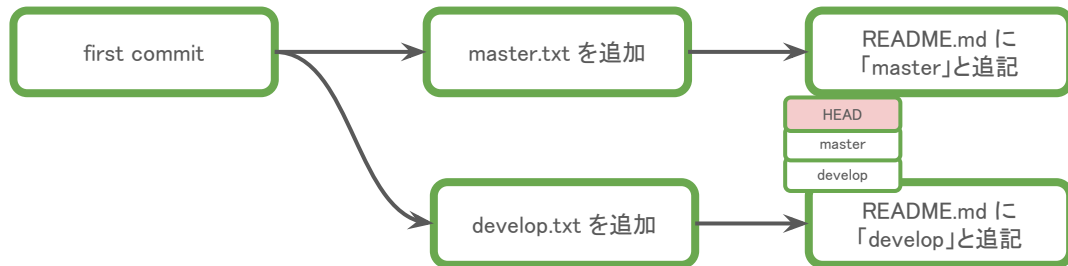 first commit
master.txt を追加
README.md に
「master」と追記
HEAD
master
develop
develop.txt を追加
README.md に
「develop」と追記